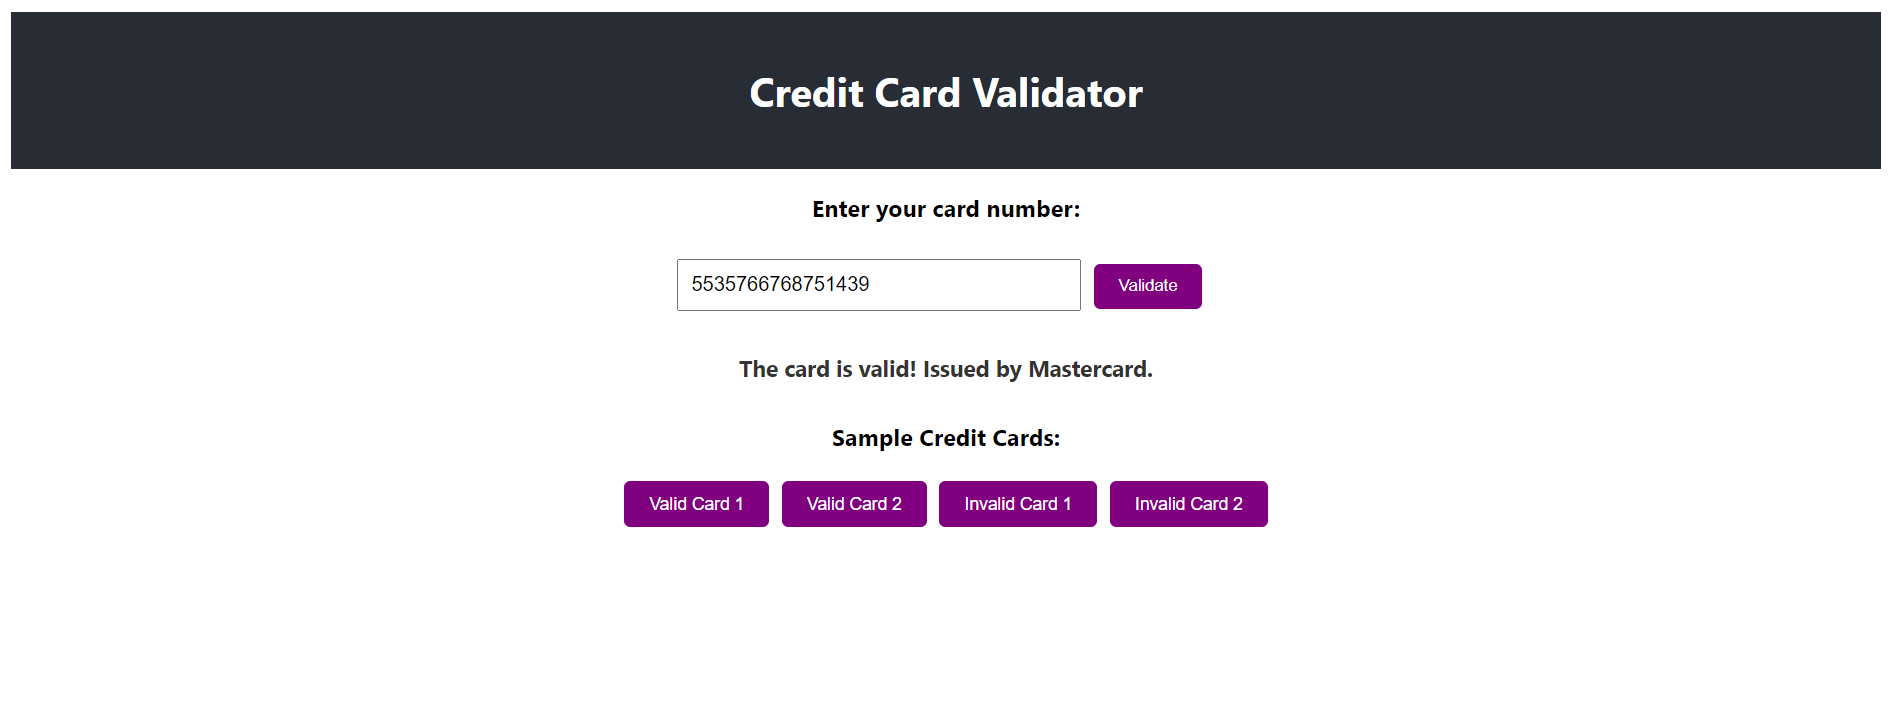 Credit Card Validator
Enter your card number:
5535766768751439 Validate
The card is valid! Issued by Mastercard.
Sample Credit Cards:
Valid Card 1 Valid Card 2 Invalid Card 1 Invalid Card 2